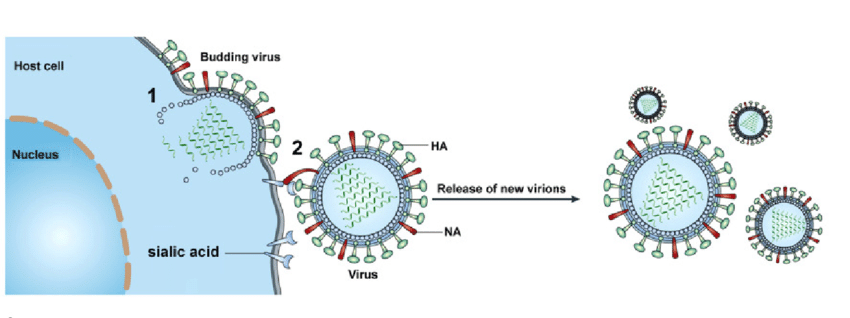 Budding virus
Host cell
1
Nucleus
2
HA
Release of new virions
NA
sialic acid
Virus